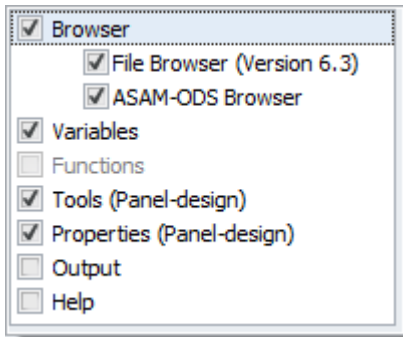 Browser
File Browser (Version 6.3)
ASAM-ODS Browser
Variables
Functions
Tools (Panel-design)
Properties (Panel-design)
Output
Help